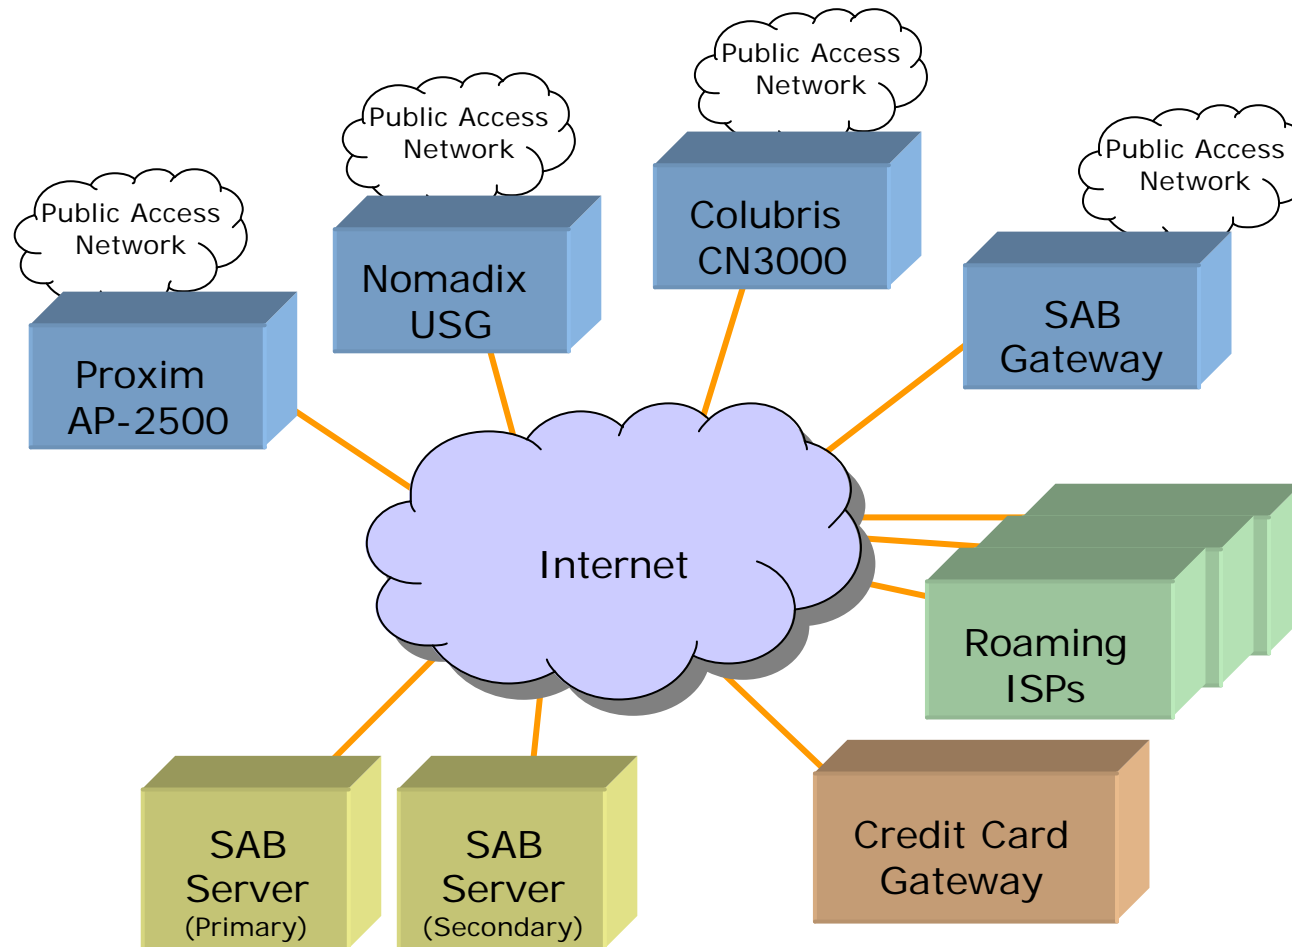 Public Access
Network
Public Access
Network
Public Access
Network
Public Access
Network
Colubris
CN3000
Nomadix
USG
SAB
Gateway
Proxim
AP-2500
Internet
Roaming
ISPs
SAB
Server
(Primary)
SAB
Server
(Secondary)
Credit Card
Gateway